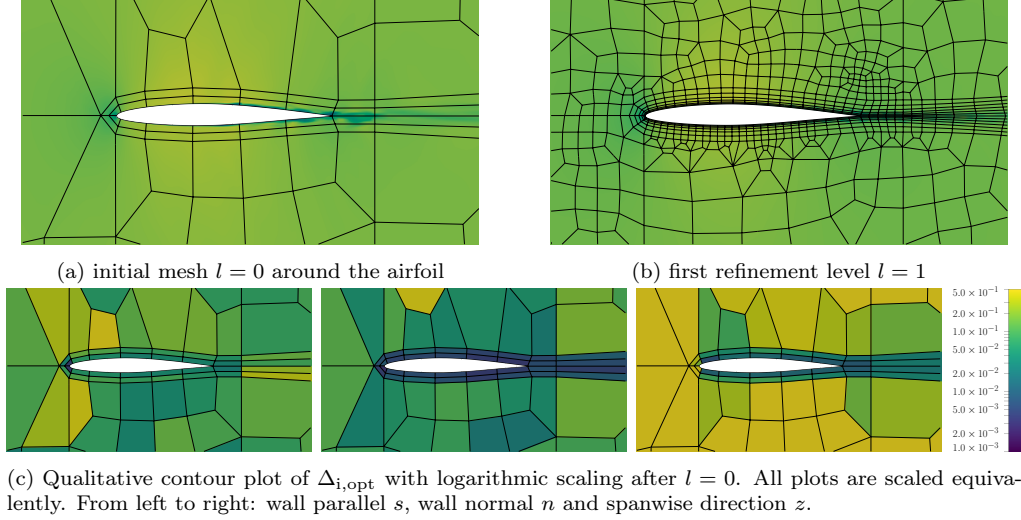 (a) initial mesh l = 0 around the airfoil
(b) first refinement level l = 1
5.0 × 10⁻¹
2.0 × 10⁻¹
1.0 × 10⁻¹
5.0 × 10⁻²
2.0 × 10⁻²
1.0 × 10⁻²
5.0 × 10⁻³
2.0 × 10⁻³
1.0 × 10⁻³
(c) Qualitative contour plot of Δi,opt with logarithmic scaling after l = 0. All plots are scaled equiva-
lently. From left to right: wall parallel s, wall normal n and spanwise direction z.